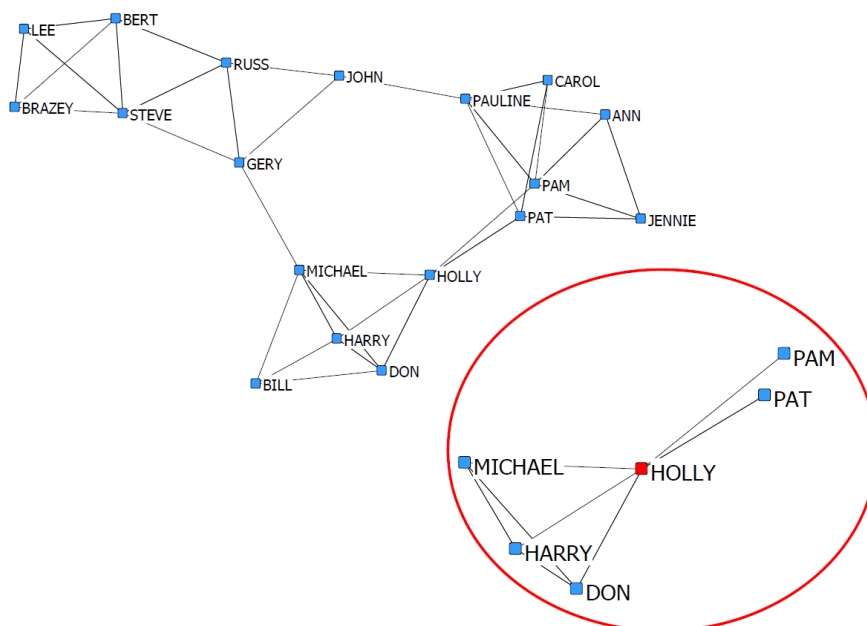 LEE
BERT
RUSS
JOHN
BRAZEY
STEVE
GERY
PAULINE
CAROL
ANN
PAM
PAT
JENNIE
MICHAEL
HOLLY
HARRY
DON
BILL
PAM
PAT
MICHAEL
HOLLY
HARRY
DON